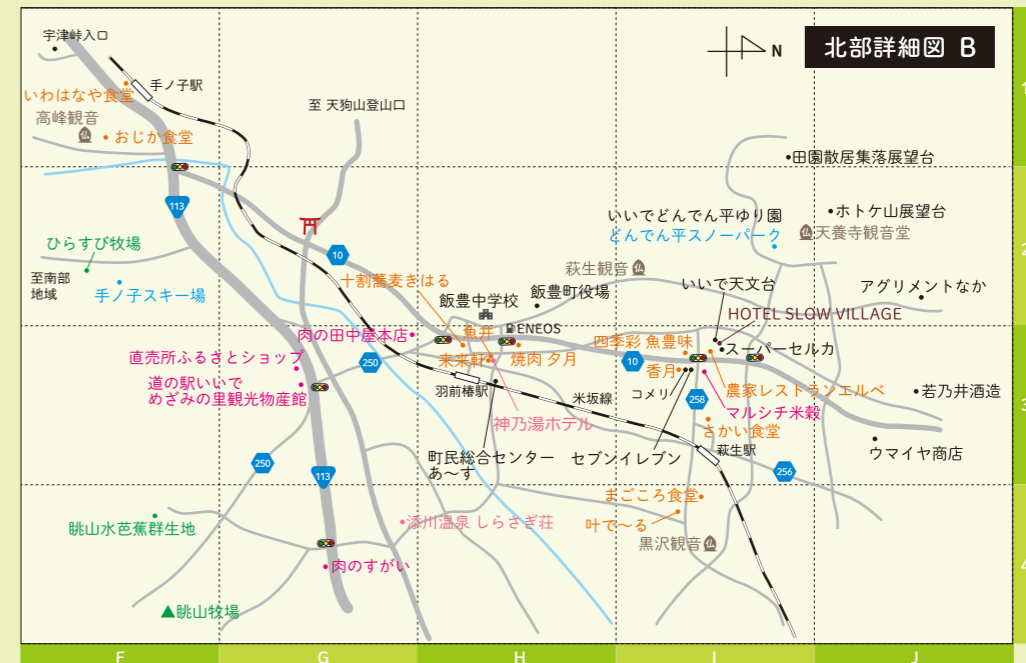 北部詳細図 B
N
宇津峠入口
手ノ子駅
いわはなや食堂
高峰観音
仏
おじか食堂
至 天狗山登山口
田園散居集落展望台
113
ホトケ山展望台
いいでどんでん平ゆり園
どんでん平スノーパーク
仏
天養寺観音堂
ひらすび牧場
10
至南部
地域
手ノ子スキー場
十割蕎麦きはる
萩生観音
仏
いいで天文台
アグリメントなか
飯豊中学校
飯豊町役場
HOTEL SLOW VILLAGE
肉の田中屋本店
魚井
ENEOS
四季彩 魚豊味
スーパーセルカ
直売所ふるさとショップ
250
来来軒
焼肉 夕月
10
香月
道の駅いいで
めざみの里観光物産館
羽前椿駅
米坂線
コメリ
258
農家レストランエルベ
若乃井酒造
マルシチ米穀
神乃湯ホテル
さかい食堂
町民総合センター
あ〜す
セブンイレブン
萩生駅
ウマイヤ商店
250
113
256
まごころ食堂
叶で〜る
眺山水芭蕉群生地
添川温泉 しらさぎ荘
黒沢観音
仏
肉のすがい
眺山牧場
1
2
3
4
F
G
H
I
J